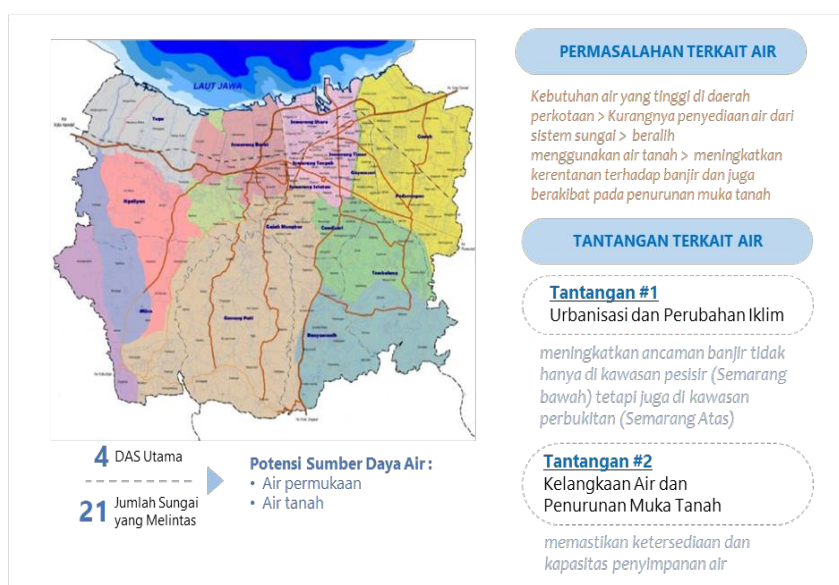 LAUT JAWA
Tugu
Semarang Utara
Semarang Barat
Semarang Timur
Semarang Tengah
Genuk
Gayamsari
Semarang Selatan
Ngaliyan
Pedurungan
Gajah Mungkur
Candisari
Tembalang
Mijen
Gunung Pati
Banyumanik
4 DAS Utama
21 Jumlah Sungai
yang Melintas
Potensi Sumber Daya Air :
• Air permukaan
• Air tanah
PERMASALAHAN TERKAIT AIR
Kebutuhan air yang tinggi di daerah
perkotaan > Kurangnya penyediaan air dari
sistem sungai > beralih
menggunakan air tanah > meningkatkan
kerentanan terhadap banjir dan juga
berakibat pada penurunan muka tanah
TANTANGAN TERKAIT AIR
Tantangan #1
Urbanisasi dan Perubahan Iklim
meningkatkan ancaman banjir tidak
hanya di kawasan pesisir (Semarang
bawah) tetapi juga di kawasan
perbukitan (Semarang Atas)
Tantangan #2
Kelangkaan Air dan
Penurunan Muka Tanah
memastikan ketersediaan dan
kapasitas penyimpanan air